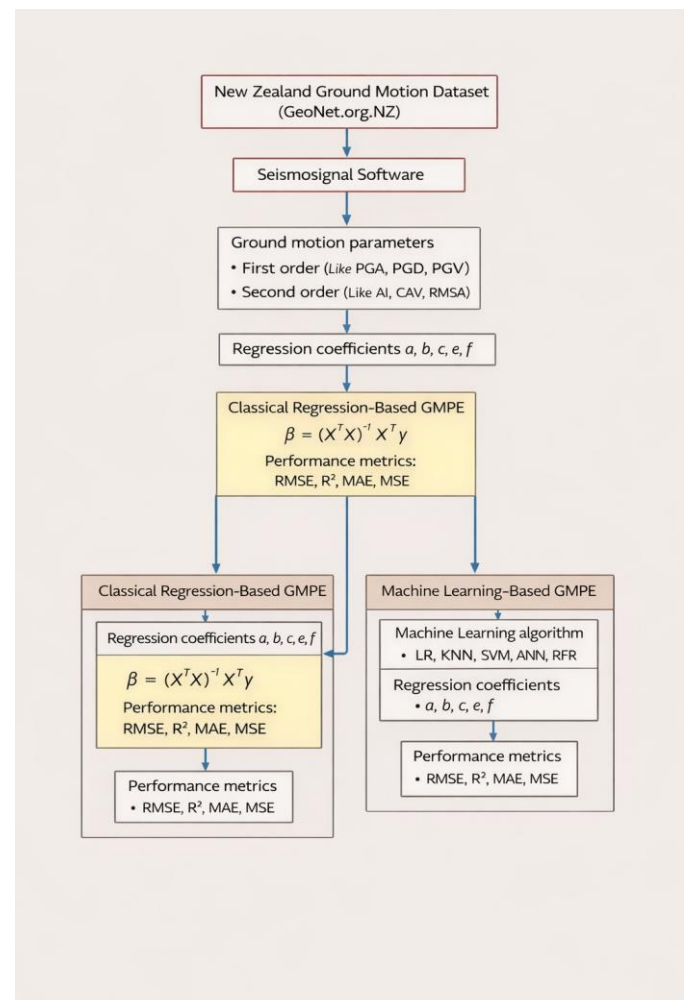 New Zealand Ground Motion Dataset
(GeoNet.org.NZ)
Seismosignal Software
Ground motion parameters
• First order (Like PGA, PGD, PGV)
• Second order (Like AI, CAV, RMSA)
Regression coefficients a, b, c, e, f
Classical Regression-Based GMPE
β = (XᵀX)⁻¹ Xᵀy
Performance metrics:
RMSE, R², MAE, MSE
Classical Regression-Based GMPE
Regression coefficients a, b, c, e, f
β = (XᵀX)⁻¹ Xᵀy
Performance metrics:
RMSE, R², MAE, MSE
Performance metrics
• RMSE, R², MAE, MSE
Machine Learning-Based GMPE
Machine Learning algorithm
• LR, KNN, SVM, ANN, RFR
Regression coefficients
• a, b, c, e, f
Performance metrics
• RMSE, R², MAE, MSE